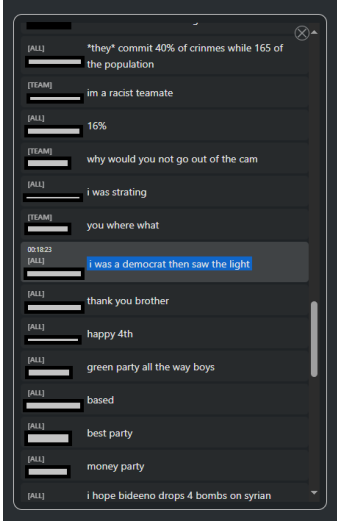 [ALL]
*they* commit 40% of crinmes while 165 of
the population
[TEAM]
im a racist teamate
[ALL]
16%
[TEAM]
why would you not go out of the cam
[ALL]
i was strating
[TEAM]
you where what
00:18:23
[ALL]
i was a democrat then saw the light
[ALL]
thank you brother
[ALL]
happy 4th
[ALL]
green party all the way boys
[ALL]
based
[ALL]
best party
[ALL]
money party
[ALL]
i hope bideeno drops 4 bombs on syrian